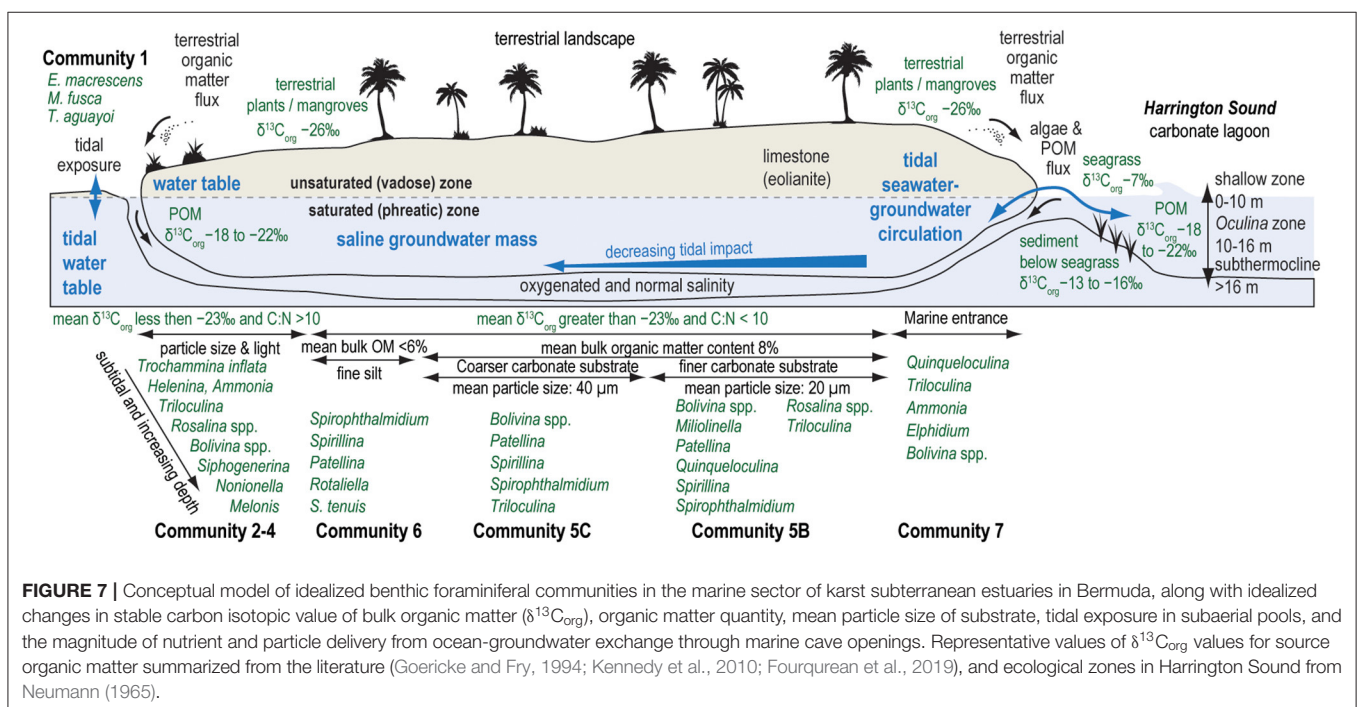 Community 1
E. macrescens
M. fusca
T. aguayoi
tidal
exposure
terrestrial
organic
matter
flux
terrestrial
plants / mangroves
δ¹³Corg −26‰
terrestrial landscape
terrestrial
plants / mangroves
δ¹³Corg −26‰
terrestrial
organic
matter
flux
Harrington Sound
carbonate lagoon
algae &
POM
flux
seagrass
δ¹³Corg −7‰
shallow zone
0-10 m
Oculina zone
10-16 m
subthermocline
>16 m
water table
unsaturated (vadose) zone
saturated (phreatic) zone
limestone
(eolianite)
tidal
seawater-
groundwater
circulation
POM
δ¹³Corg −18 to −22‰
saline groundwater mass
POM
δ¹³Corg −18
to −22‰
tidal
water
table
decreasing tidal impact
oxygenated and normal salinity
sediment
below seagrass
δ¹³Corg −13 to −16‰
mean δ¹³Corg less then −23‰ and C:N >10
mean δ¹³Corg greater than −23‰ and C:N < 10
Marine entrance
particle size & light
mean bulk OM <6%
mean bulk organic matter content 8%
fine silt
Coarser carbonate substrate
finer carbonate substrate
mean particle size: 40 μm
mean particle size: 20 μm
subtidal and increasing depth
Trochammina inflata
Helenina, Ammonia
Triloculina
Rosalina spp.
Bolivina spp.
Siphogenerina
Nonionella
Melonis
Community 2-4
Spirophthalmidium
Spirillina
Patellina
Rotaliella
S. tenuis
Community 6
Bolivina spp.
Patellina
Spirillina
Spirophthalmidium
Triloculina
Community 5C
Bolivina spp.
Miliolinella
Patellina
Quinqueloculina
Spirillina
Spirophthalmidium
Rosalina spp.
Triloculina
Community 5B
Quinqueloculina
Triloculina
Ammonia
Elphidium
Bolivina spp.
Community 7
FIGURE 7 | Conceptual model of idealized benthic foraminiferal communities in the marine sector of karst subterranean estuaries in Bermuda, along with idealized
changes in stable carbon isotopic value of bulk organic matter (δ¹³Corg), organic matter quantity, mean particle size of substrate, tidal exposure in subaerial pools, and
the magnitude of nutrient and particle delivery from ocean-groundwater exchange through marine cave openings. Representative values of δ¹³Corg values for source
organic matter summarized from the literature (Goericke and Fry, 1994; Kennedy et al., 2010; Fourqurean et al., 2019), and ecological zones in Harrington Sound from
Neumann (1965).